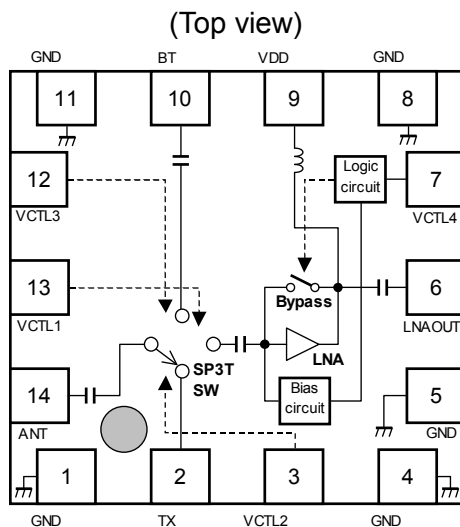 (Top view)
GND BT VDD GND
11 10 9 8
12 Logic circuit 7
VCTL3 VCTL4
13 Bypass 6
VCTL1 LNAOUT
SP3T SW LNA
14 Bias circuit 5
ANT GND
1 2 3 4
GND TX VCTL2 GND